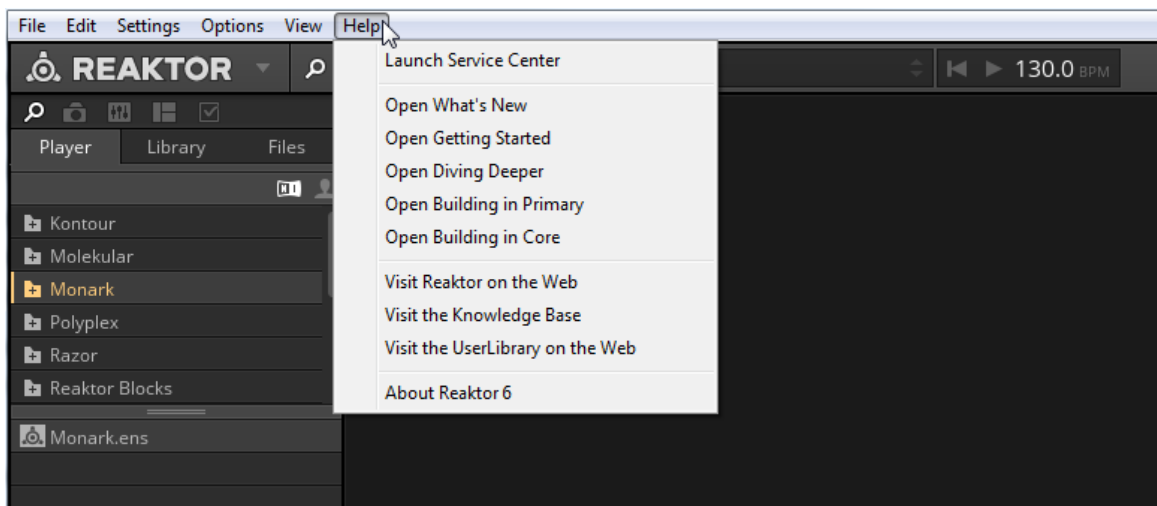 File Edit Settings Options View Help
REAKTOR
130.0 BPM
Launch Service Center
Open What's New
Open Getting Started
Open Diving Deeper
Open Building in Primary
Open Building in Core
Visit Reaktor on the Web
Visit the Knowledge Base
Visit the UserLibrary on the Web
About Reaktor 6
Player Library Files
NI
Kontour
Molekular
Monark
Polyplex
Razor
Reaktor Blocks
Monark.ens